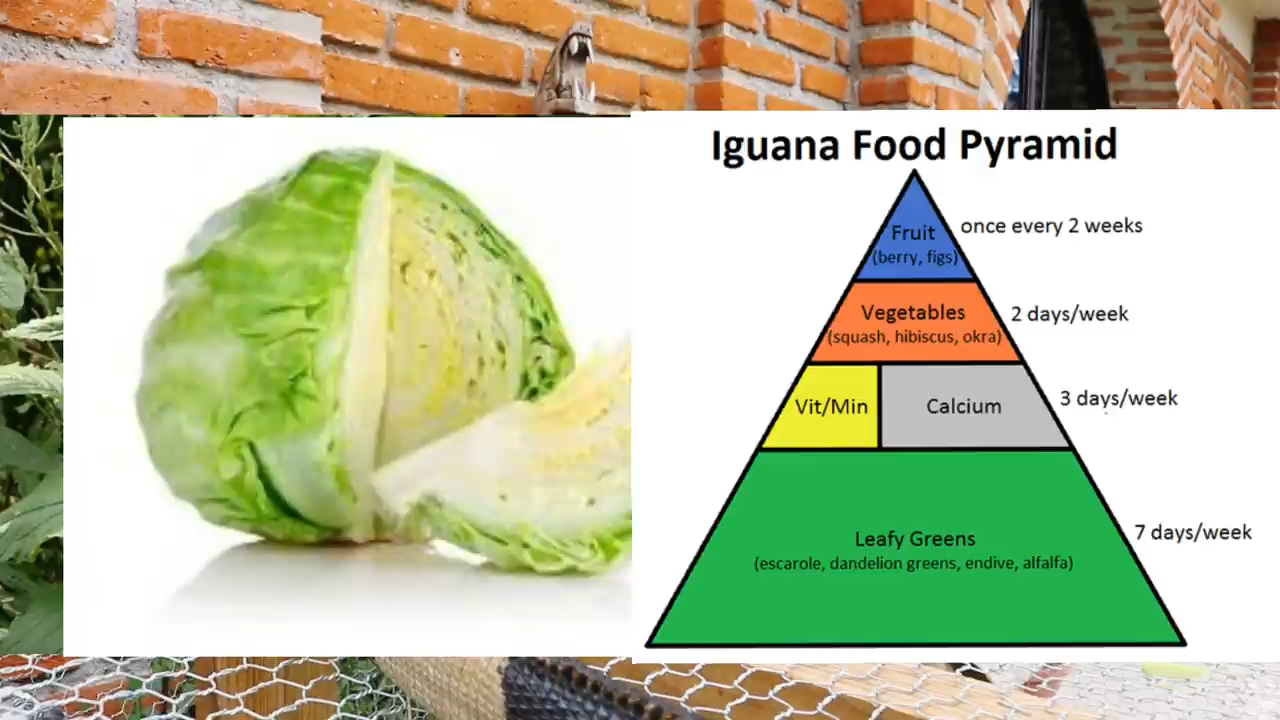 Iguana Food Pyramid
Fruit
(berry, figs)
once every 2 weeks
Vegetables
(squash, hibiscus, okra)
2 days/week
Vit/Min
Calcium
3 days/week
Leafy Greens
(escarole, dandelion greens, endive, alfalfa)
7 days/week